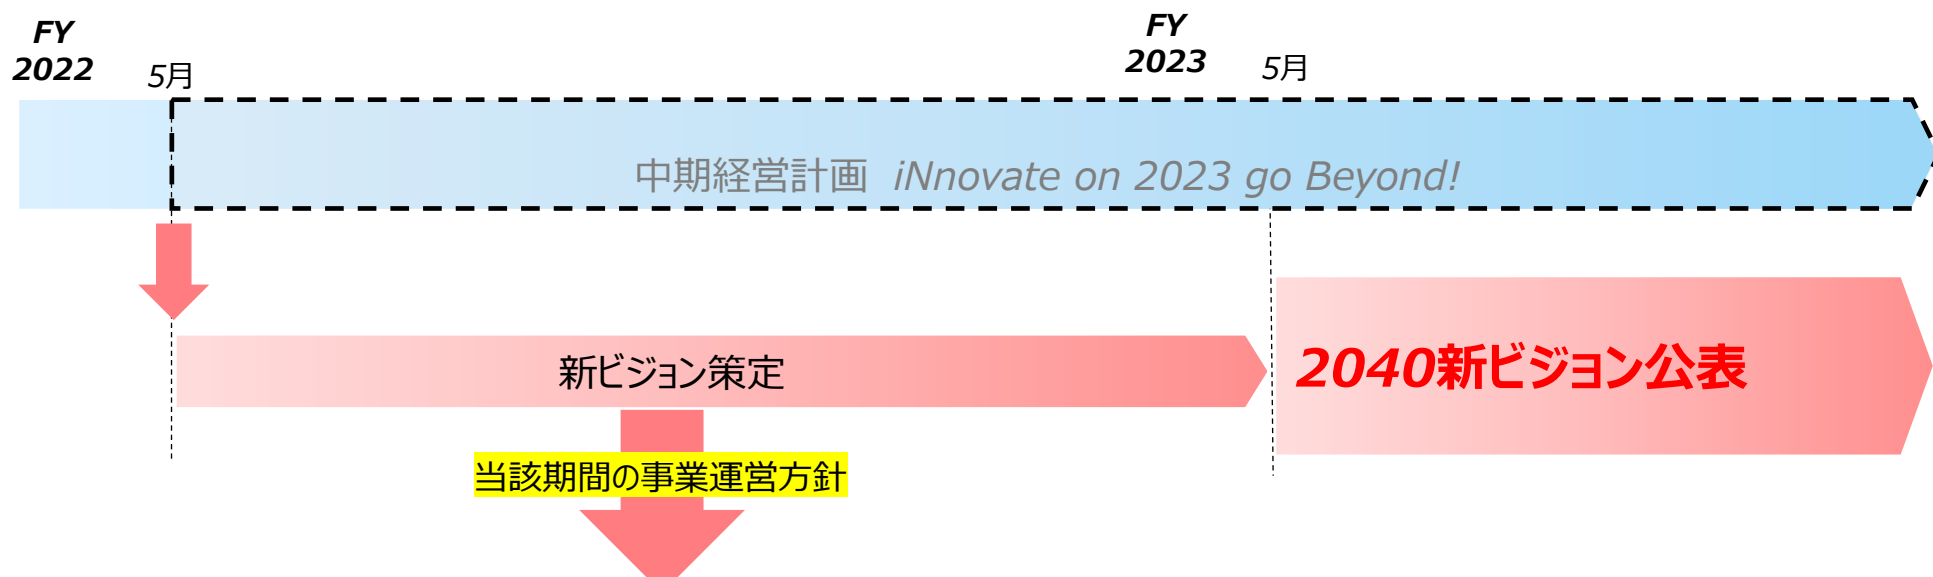 FY
2022
5月
FY
2023
5月
中期経営計画 iNnovate on 2023 go Beyond!
新ビジョン策定
2040新ビジョン公表
当該期間の事業運営方針